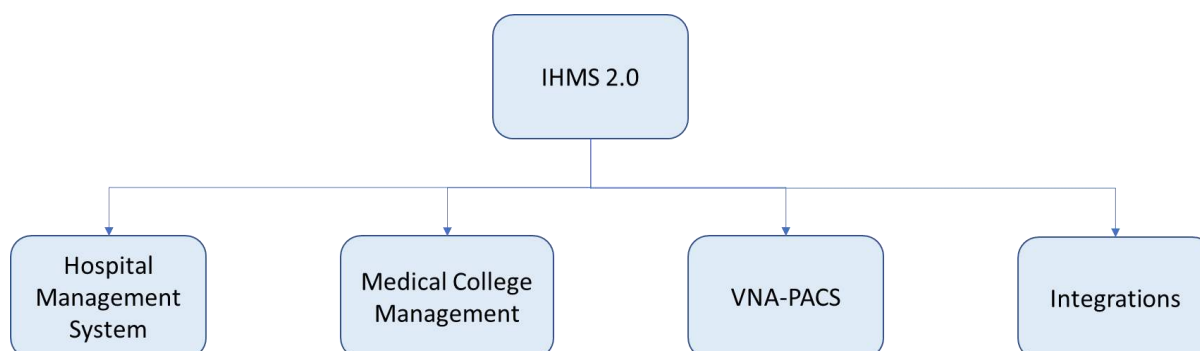 IHMS 2.0
Hospital
Management
System
Medical College
Management
VNA-PACS
Integrations